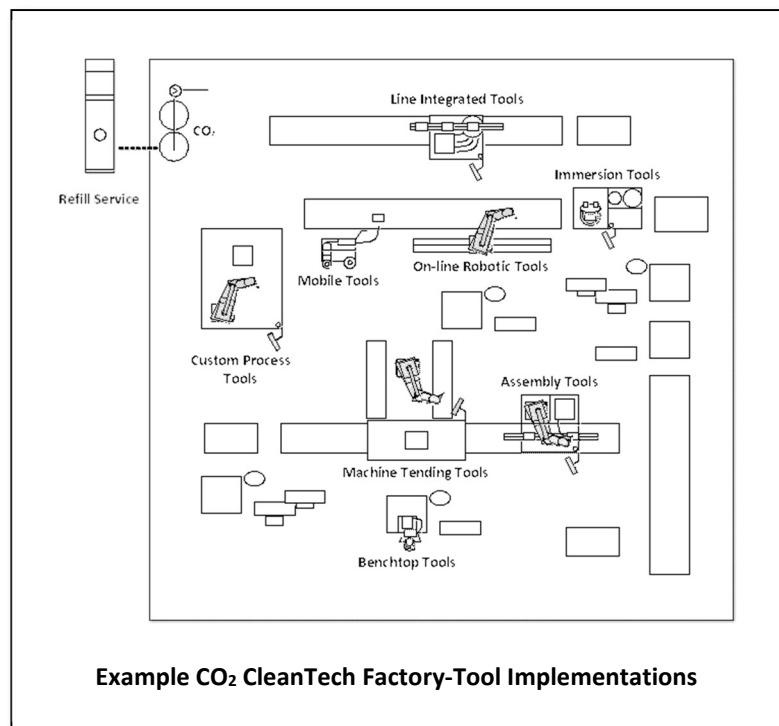 Line Integrated Tools
CO₂
Immersion Tools
Refill Service
Mobile Tools
On-line Robotic Tools
Custom Process
Tools
Assembly Tools
Machine Tending Tools
Benchtop Tools
Example CO₂ CleanTech Factory-Tool Implementations